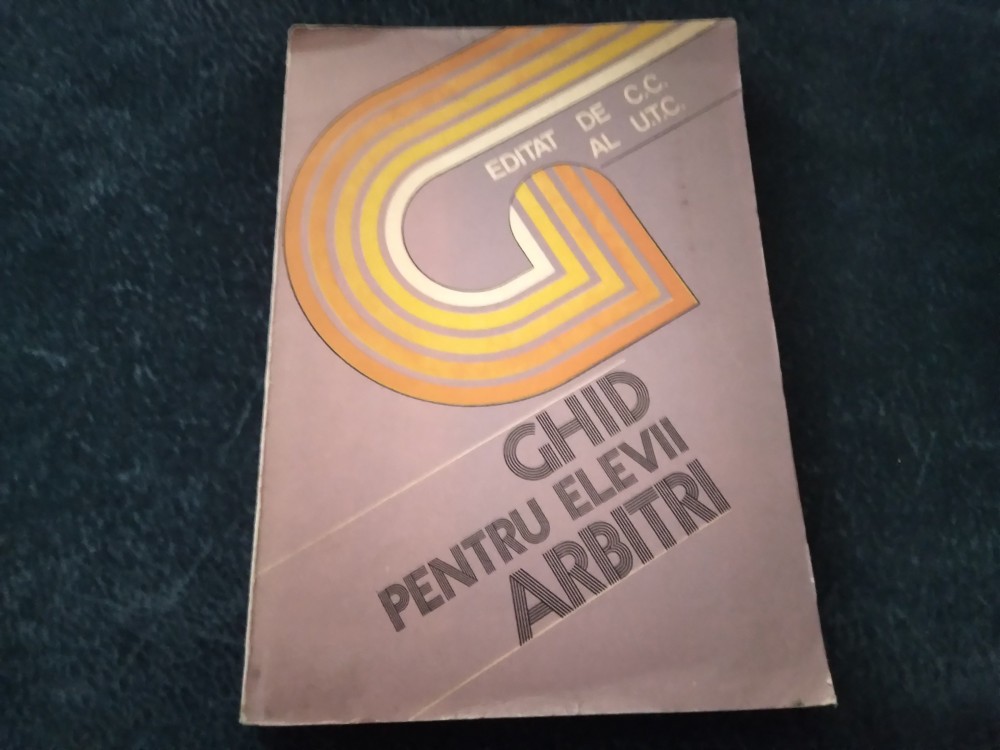 EDITAT DE C.C.
AL U.T.C.
GHID
PENTRU ELEVII
ARBITRI